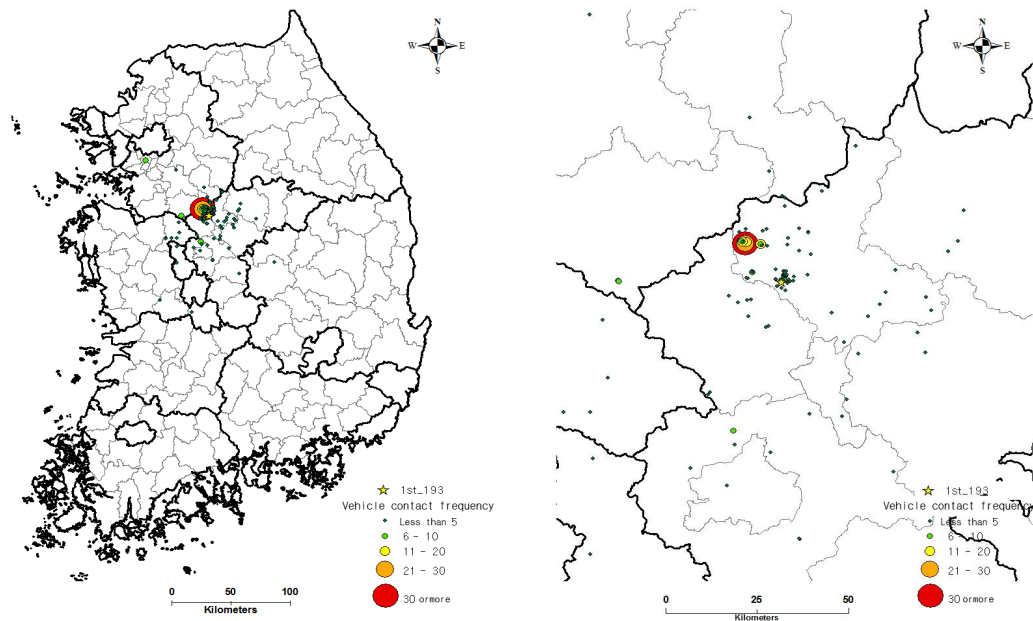 N
W E
S
1st_193
Vehicle contact frequency
Less than 5
6 - 10
11 - 20
21 - 30
30 ormore
0 50 100
Kilometers
N
W E
S
1st_193
Vehicle contact frequency
Less than 5
6 - 10
11 - 20
21 - 30
30 ormore
0 25 50
Kilometers